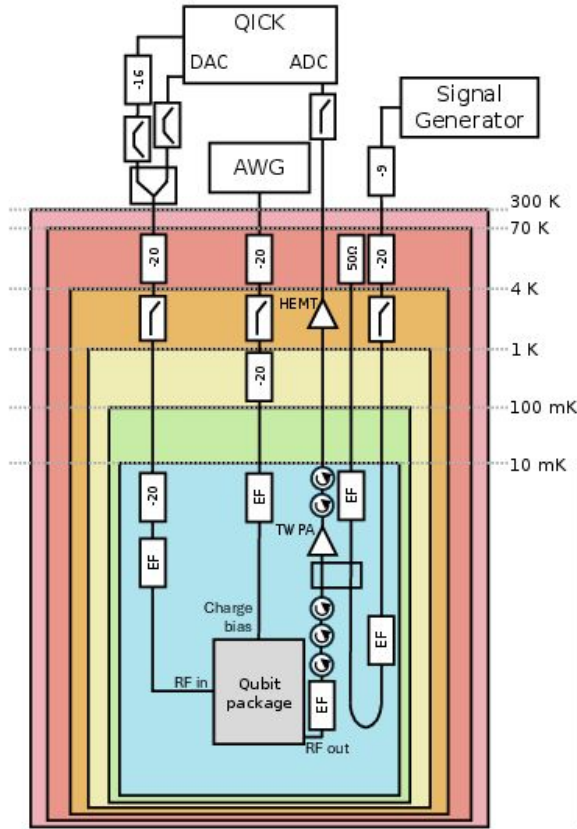 QICK
DAC
ADC
-16
Signal
Generator
AWG
-9
300 K
70 K
-20
-20
50Ω
-20
4 K
HEMT
1 K
-20
100 mK
10 mK
-20
EF
EF
TWPA
EF
Charge
bias
EF
RF in
Qubit
package
EF
RF out